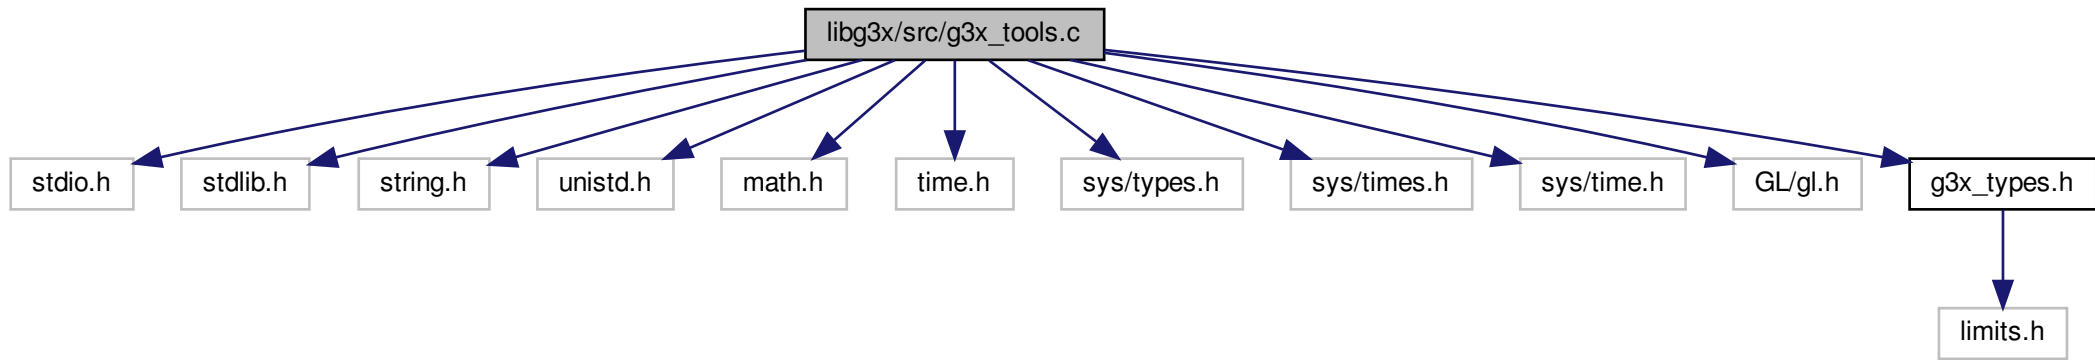 libg3x/src/g3x_tools.c
stdio.h
stdlib.h
string.h
unistd.h
math.h
time.h
sys/types.h
sys/times.h
sys/time.h
GL/gl.h
g3x_types.h
limits.h